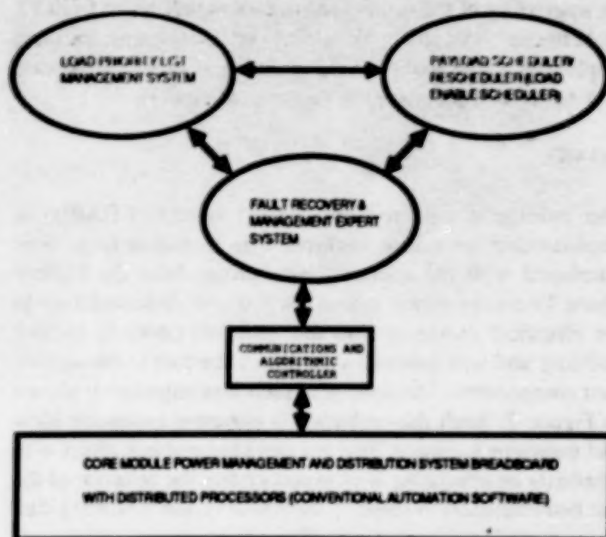 LOAD PRIORITY LIST
MANAGEMENT SYSTEM
PAYLOAD SCHEDULER/
RESCHEDULER (LOAD
ENABLE SCHEDULER)
FAULT RECOVERY &
MANAGEMENT EXPERT
SYSTEM
COMMUNICATIONS AND
ALGORITHMIC
CONTROLLER
CORE MODULE POWER MANAGEMENT AND DISTRIBUTION SYSTEM BREADBOARD
WITH DISTRIBUTED PROCESSORS (CONVENTIONAL AUTOMATION SOFTWARE)